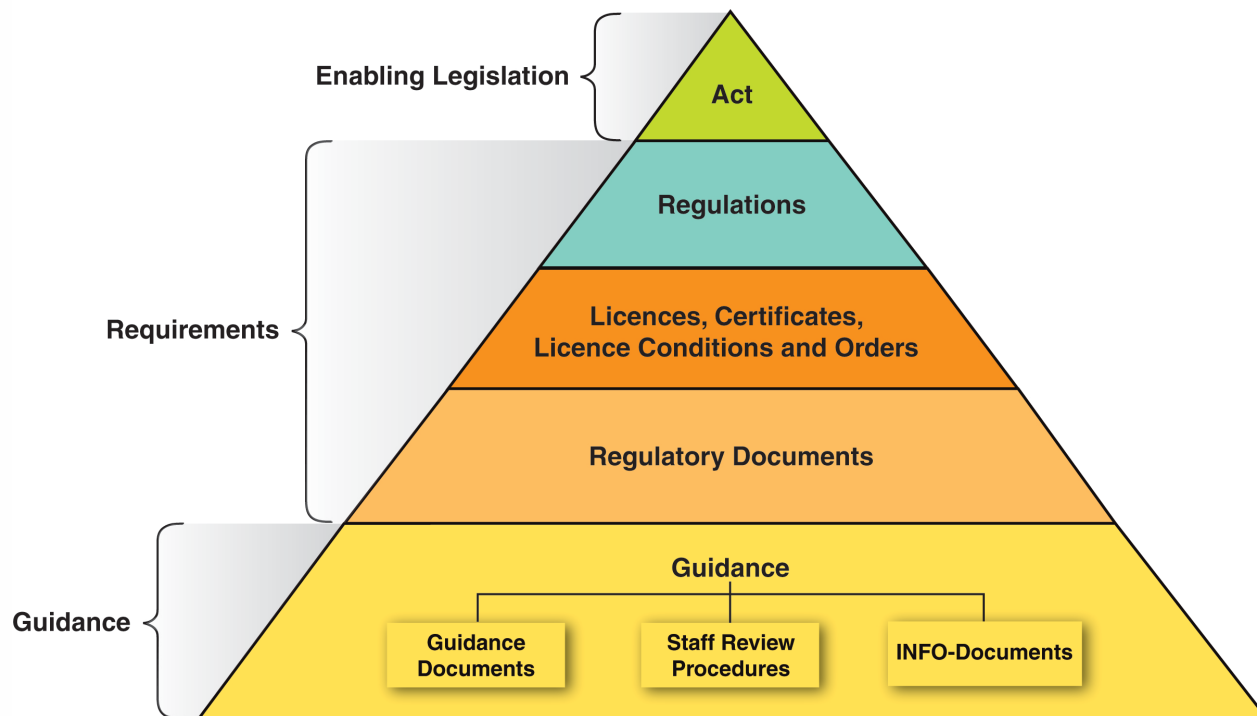 Enabling Legislation
Act
Regulations
Requirements
Licences, Certificates,
Licence Conditions and Orders
Regulatory Documents
Guidance
Guidance
Guidance
Documents
Staff Review
Procedures
INFO-Documents